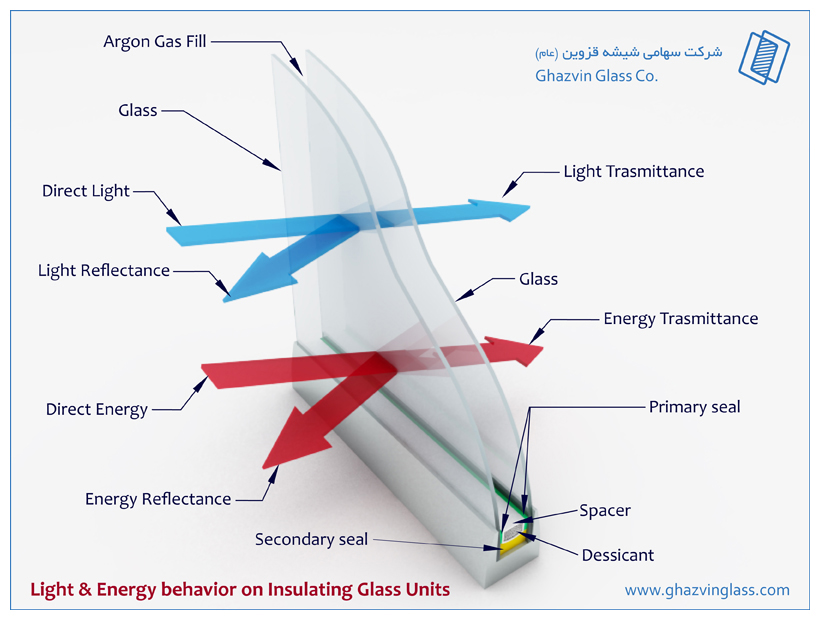 Argon Gas Fill
شرکت سهامی شیشه قزوین (عام)
Ghazvin Glass Co.
Glass
Light Trasmittance
Direct Light
Light Reflectance
Glass
Energy Trasmittance
Direct Energy
Primary seal
Energy Reflectance
Spacer
Secondary seal
Dessicant
Light & Energy behavior on Insulating Glass Units
www.ghazvinglass.com